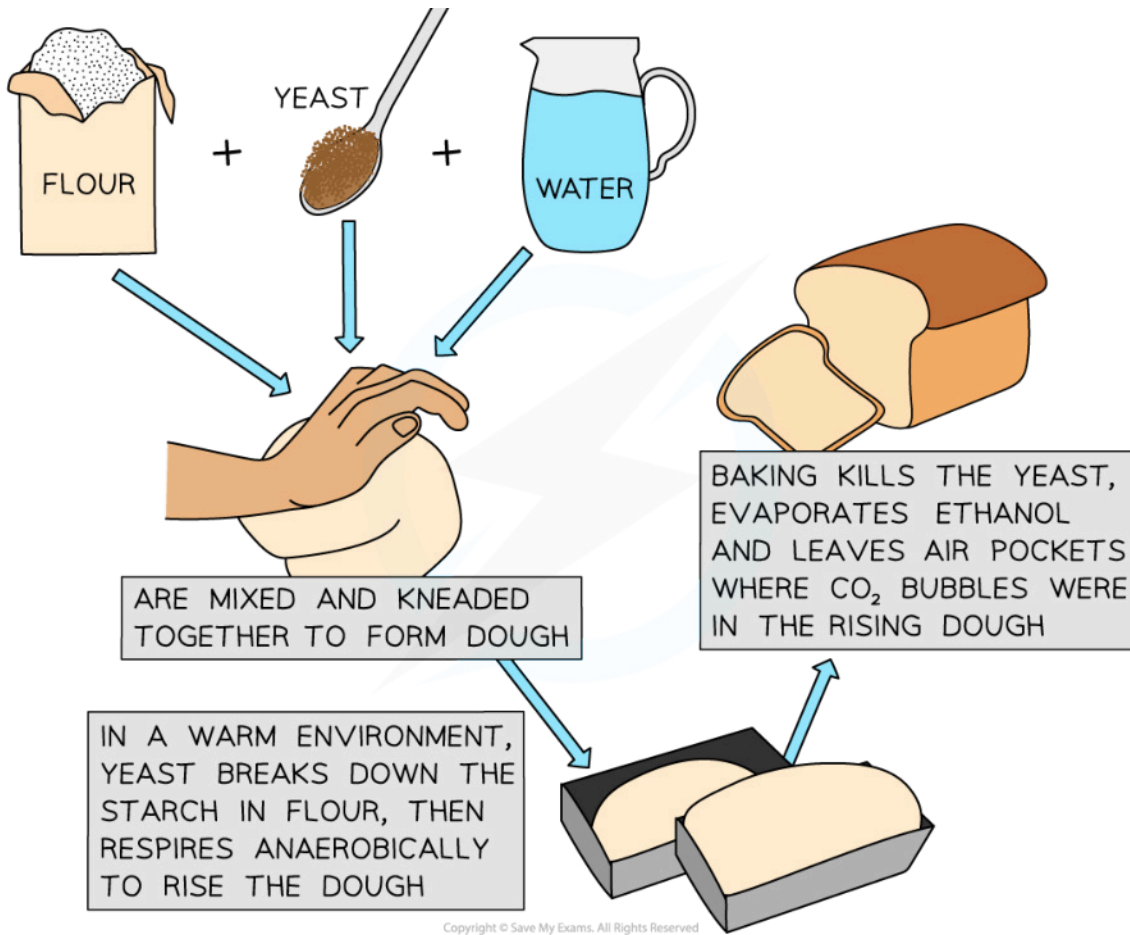 YEAST
FLOUR
+
+
WATER
ARE MIXED AND KNEADED
TOGETHER TO FORM DOUGH
BAKING KILLS THE YEAST,
EVAPORATES ETHANOL
AND LEAVES AIR POCKETS
WHERE CO₂ BUBBLES WERE
IN THE RISING DOUGH
IN A WARM ENVIRONMENT,
YEAST BREAKS DOWN THE
STARCH IN FLOUR, THEN
RESPIRES ANAEROBICALLY
TO RISE THE DOUGH
Copyright © Save My Exams. All Rights Reserved